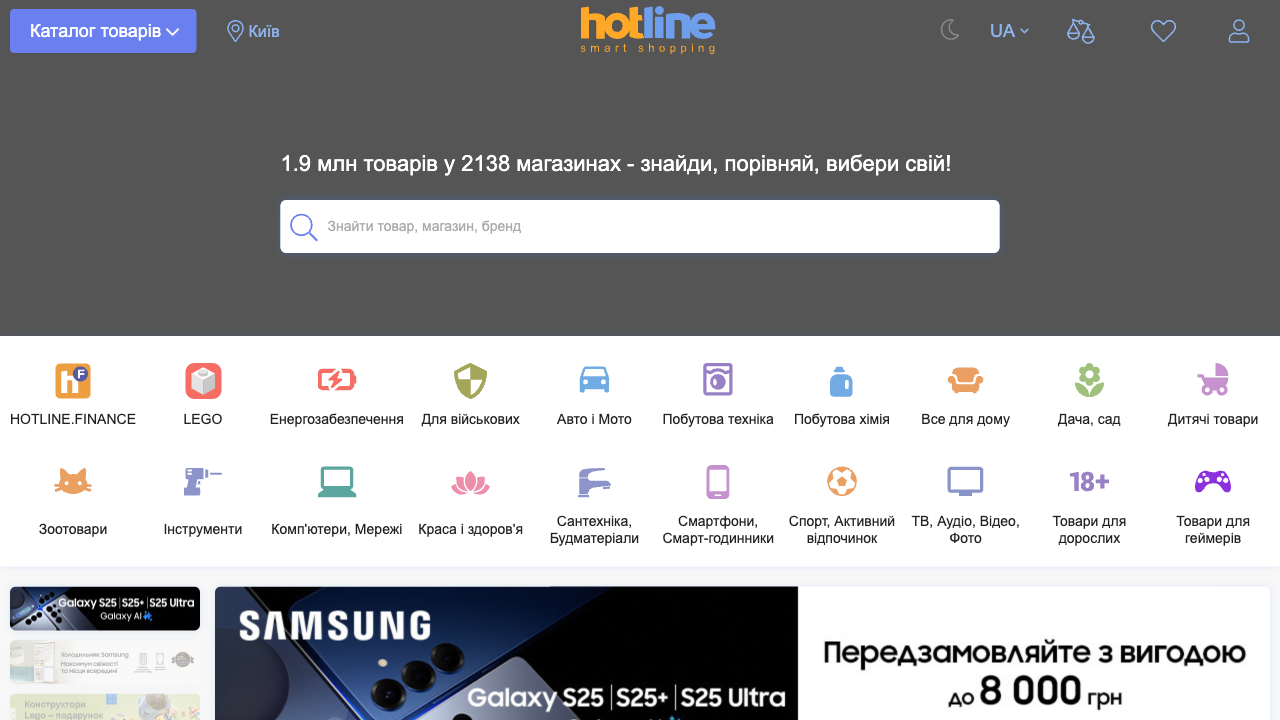 Каталог товарів
Київ
hotline
smart shopping
UA
1.9 млн товарів у 2138 магазинах - знайди, порівняй, вибери свій!
Знайти товар, магазин, бренд
F
HOTLINE.FINANCE
LEGO
Енергозабезпечення
Для військових
Авто і Мото
Побутова техніка
Побутова хімія
Все для дому
Дача, сад
Дитячі товари
18+
Зоотовари
Інструменти
Комп'ютери, Мережі
Краса і здоров'я
Сантехніка,
Будматеріали
Смартфони,
Смарт-годинники
Спорт, Активний
відпочинок
ТВ, Аудіо, Відео,
Фото
Товари для
дорослих
Товари для
геймерів
Galaxy S25 | S25+ | S25 Ultra
Galaxy AI
Холодильник Samsung
Максимум свіжості
та місця всередині
Конструктори
Lego – подарунок
SAMSUNG
Galaxy S25 | S25+ | S25 Ultra
Передзамовляйте з вигодою
до 8 000 грн